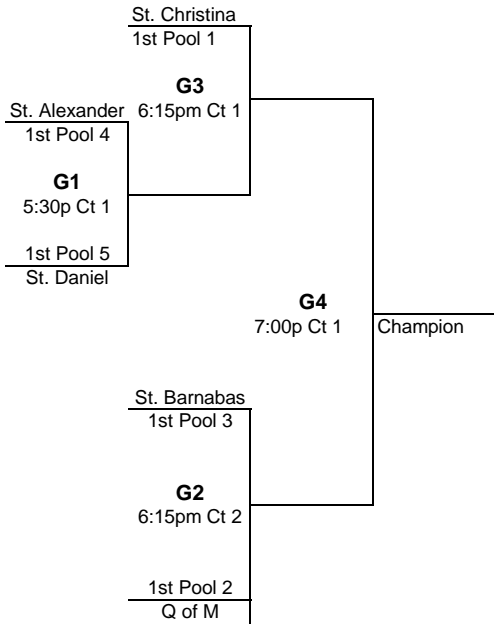 St. Christina
1st Pool 1
G3
6:15pm Ct 1
St. Alexander
1st Pool 4
G1
5:30p Ct 1
1st Pool 5
St. Daniel
G4
7:00p Ct 1
Champion
St. Barnabas
1st Pool 3
G2
6:15pm Ct 2
1st Pool 2
Q of M